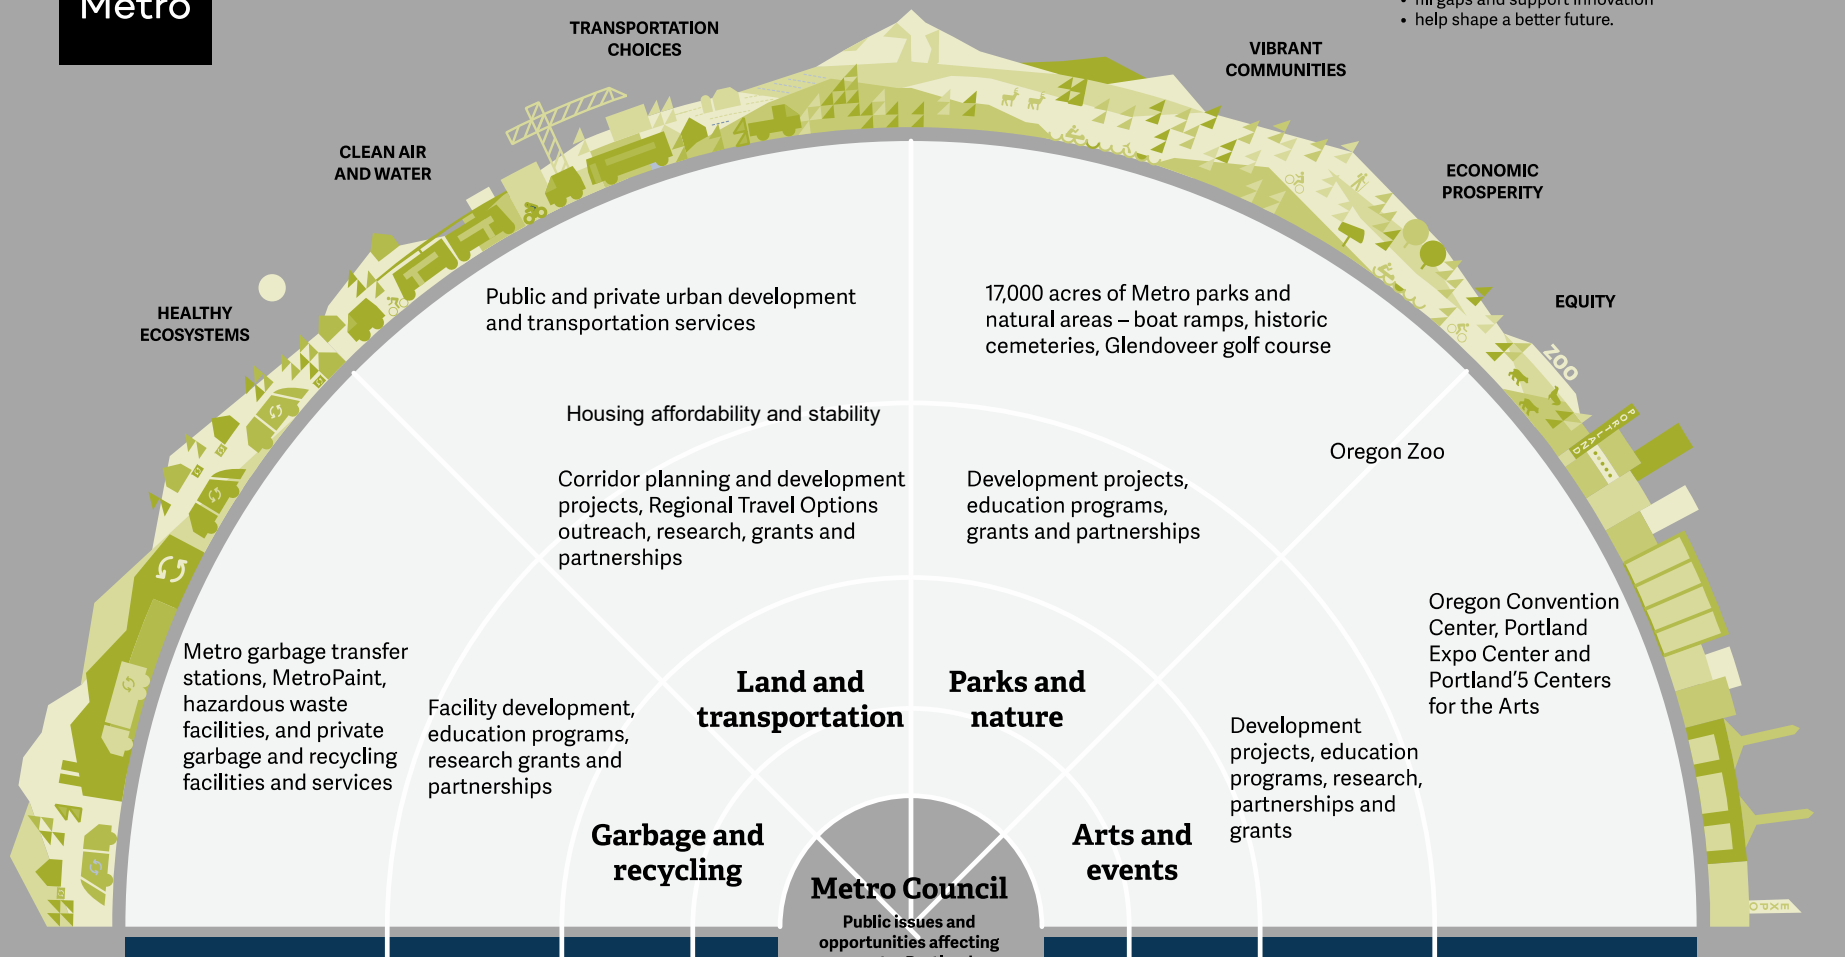 Metro
fill gaps and support innovation
• help shape a better future.
TRANSPORTATION
CHOICES
VIBRANT
COMMUNITIES
CLEAN AIR
AND WATER
ECONOMIC
PROSPERITY
HEALTHY
ECOSYSTEMS
EQUITY
ZOO
PORTLAND
Public and private urban development
and transportation services
17,000 acres of Metro parks and
natural areas – boat ramps, historic
cemeteries, Glendoveer golf course
Housing affordability and stability
Oregon Zoo
Corridor planning and development
projects, Regional Travel Options
outreach, research, grants and
partnerships
Development projects,
education programs,
grants and partnerships
Oregon Convention
Center, Portland
Expo Center and
Portland’5 Centers
for the Arts
Metro garbage transfer
stations, MetroPaint,
hazardous waste
facilities, and private
garbage and recycling
facilities and services
Facility development,
education programs,
research grants and
partnerships
Land and
transportation
Parks and
nature
Development
projects, education
programs, research,
partnerships and
grants
Garbage and
recycling
Arts and
events
Metro Council
Public issues and
opportunities affecting
EXPO